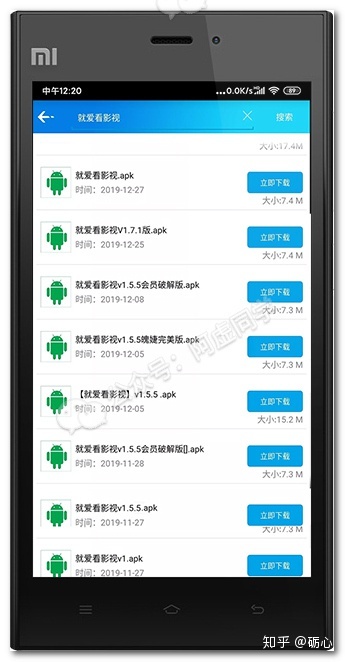 mi
中午12:20
...0.0K/s 4G 89
就爱看影视
搜索
大小:17.4M
就爱看影视.apk
时间：2019-12-27
立即下载
大小:7.4 M
就爱看影视V1.7.1版.apk
时间：2019-12-25
立即下载
大小:7.4 M
就爱看影视v1.5.5会员破解版.apk
时间：2019-12-08
立即下载
大小:7.3 M
就爱看影视v1.5.5魄婕完美版.apk
时间：2019-12-05
立即下载
大小:7.3 M
【就爱看影视】v1.5.5 .apk
时间：2019-12-05
立即下载
大小:15.2 M
就爱看影视v1.5.5会员破解版[].apk
时间：2019-11-28
立即下载
大小:7.3 M
就爱看影视v1.5.5.apk
时间：2019-11-27
立即下载
大小:7.3 M
就爱看影视v1.apk
时间：2019-11-27
立即下载
公众号：阿虚同学
知乎 @砺心